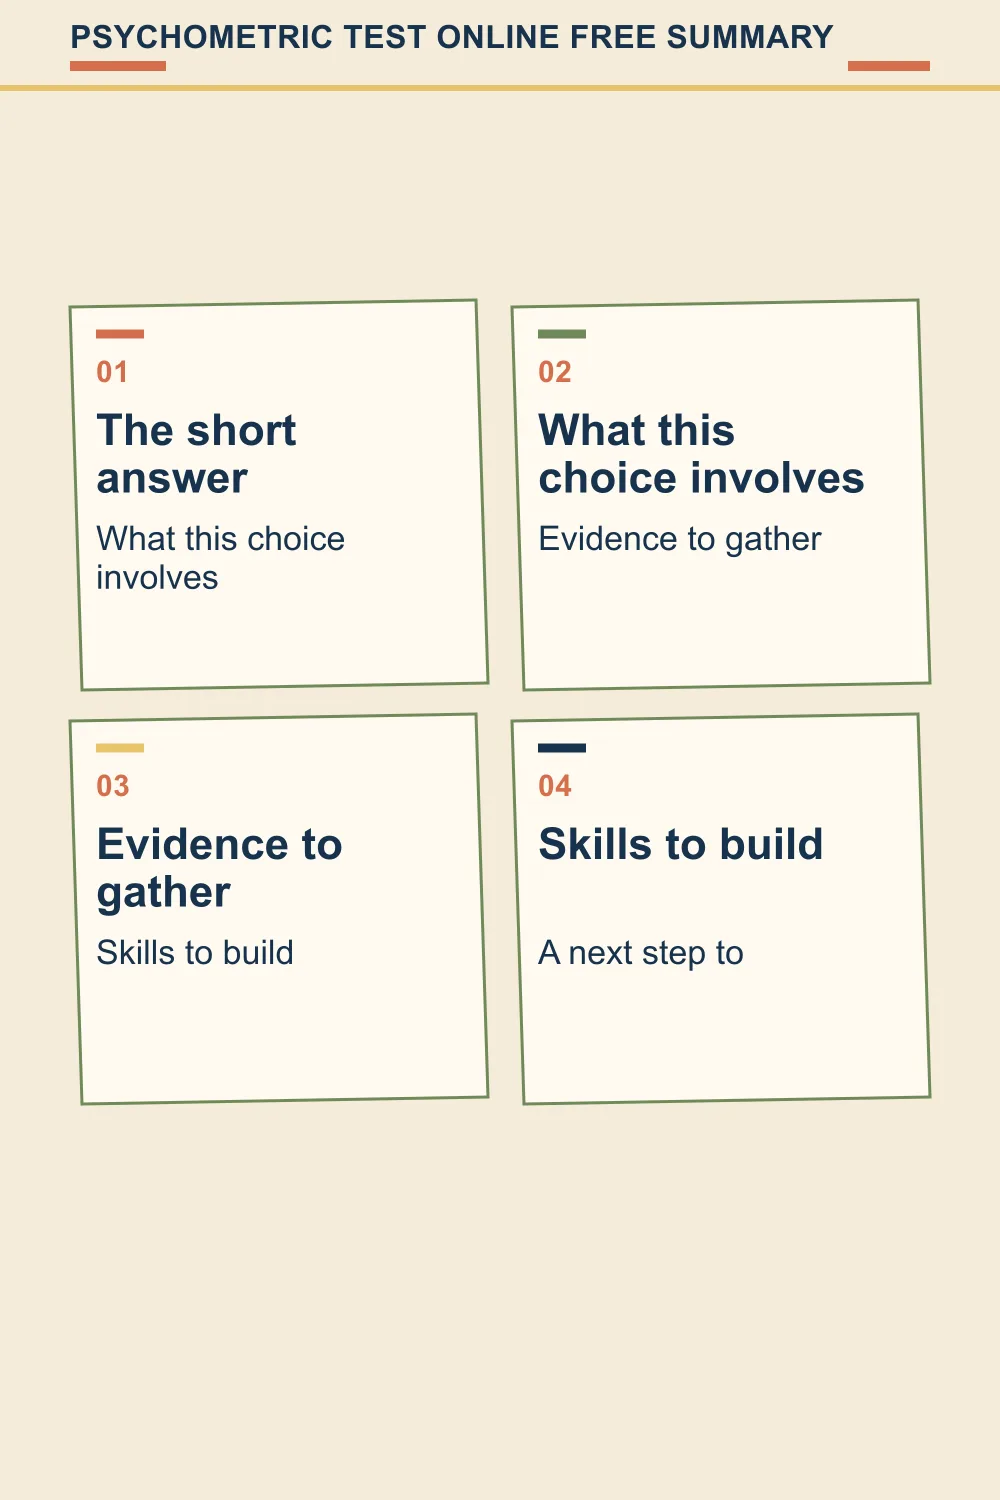 PSYCHOMETRIC TEST ONLINE FREE SUMMARY
01
The short
answer
What this choice
involves
02
What this
choice involves
Evidence to gather
03
Evidence to
gather
Skills to build
04
Skills to build
A next step to